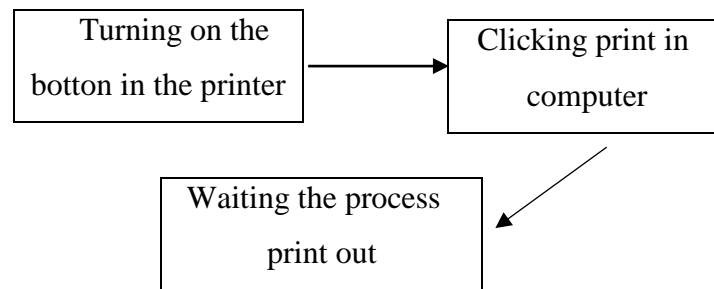 Turning on the
botton in the printer
Clicking print in
computer
Waiting the process
print out